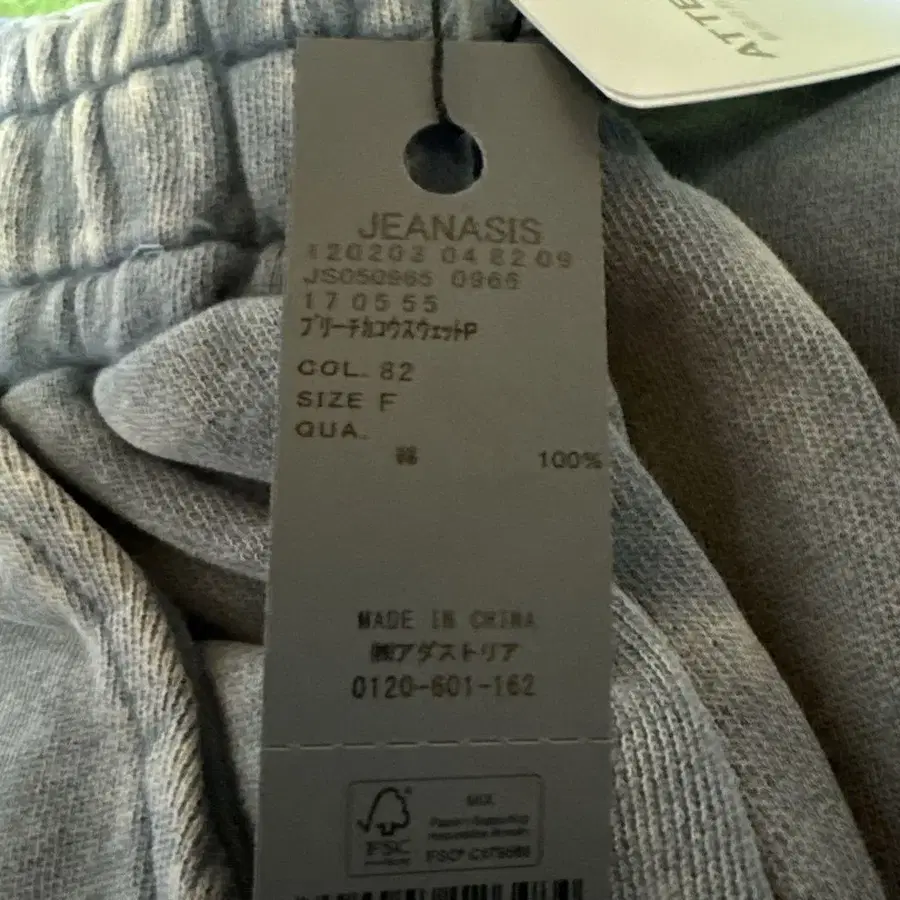 ATTE
JEANASIS
120203 04 82 09
JS050965 0966
17 05 55
ブリーチカコウスウェットP
COL. 82
SIZE F
QUA.
綿 100%
MADE IN CHINA
㈱アダストリア
0120-601-162
FSC
MIX